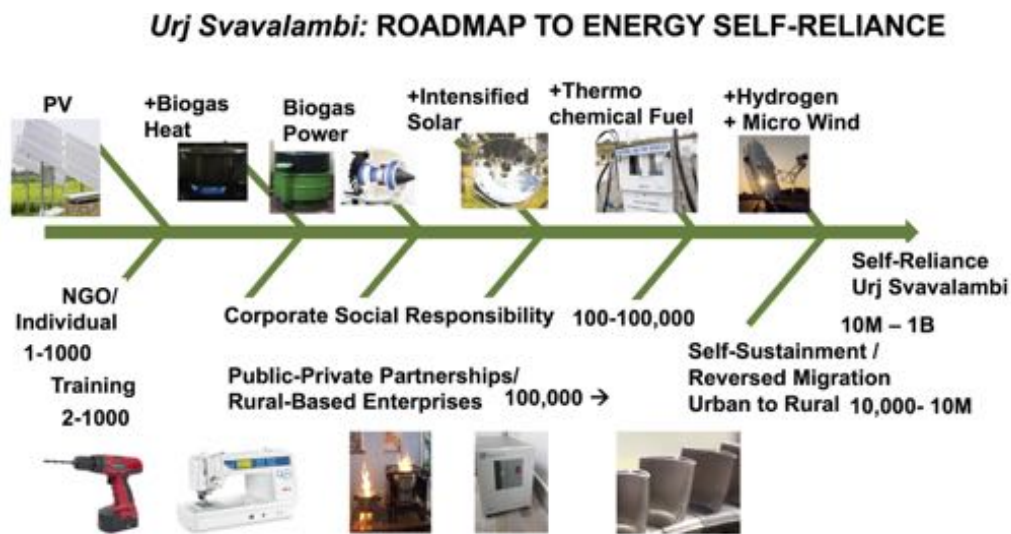 Urj Svavalambi: ROADMAP TO ENERGY SELF-RELIANCE
PV
+Biogas
Heat
Biogas
Power
+Intensified
Solar
+Thermo
chemical Fuel
+Hydrogen
+ Micro Wind
Self-Reliance
Urj Svavalambi
10M – 1B
NGO/
Individual
1-1000
Training
2-1000
Corporate Social Responsibility 100-100,000
Public-Private Partnerships/
Rural-Based Enterprises 100,000 →
Self-Sustainment /
Reversed Migration
Urban to Rural 10,000- 10M